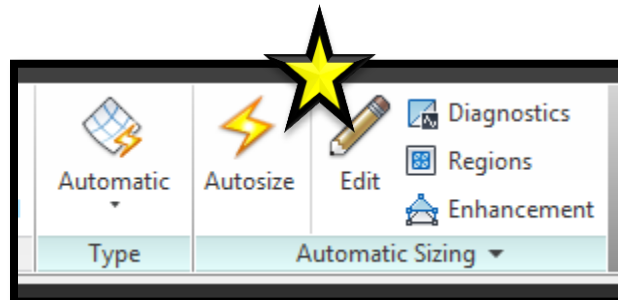 Automatic
Autosize
Edit
Diagnostics
Regions
Enhancement
Type
Automatic Sizing